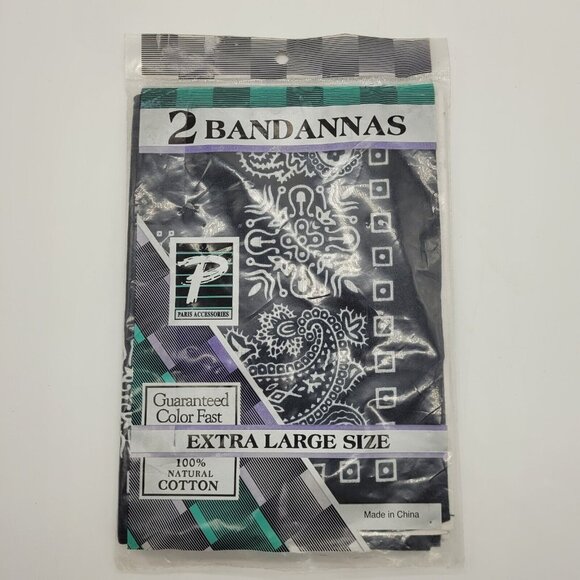 2 BANDANNAS
P
PARIS ACCESSORIES
Guaranteed
Color Fast
EXTRA LARGE SIZE
100%
NATURAL
COTTON
Made in China